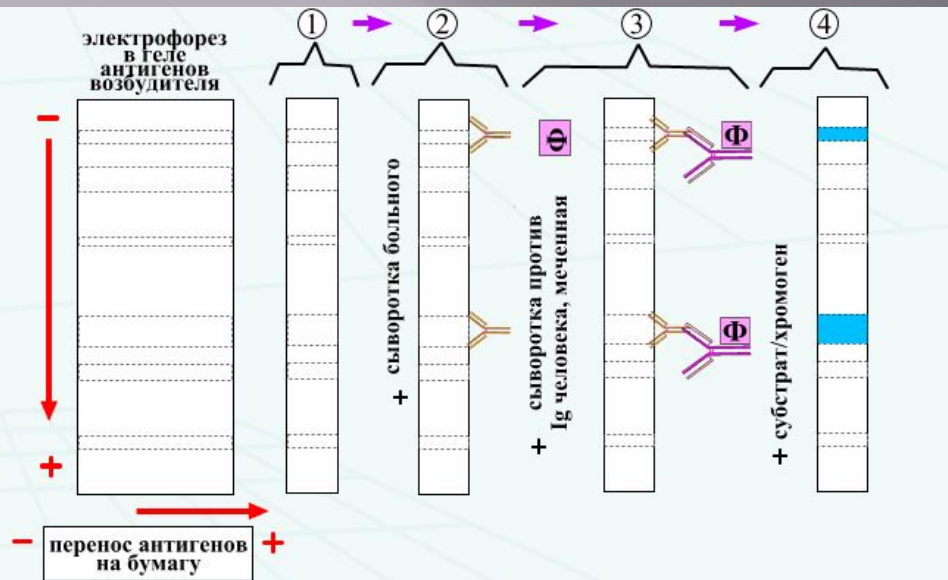 электрофорез
в геле
антигенов
возбудителя
1
2
3
4
−
+
+ сыворотка больного
Ф
+ сыворотка против
Ig человека, меченная
Ф
Ф
+ субстрат/хромоген
− перенос антигенов +
на бумагу